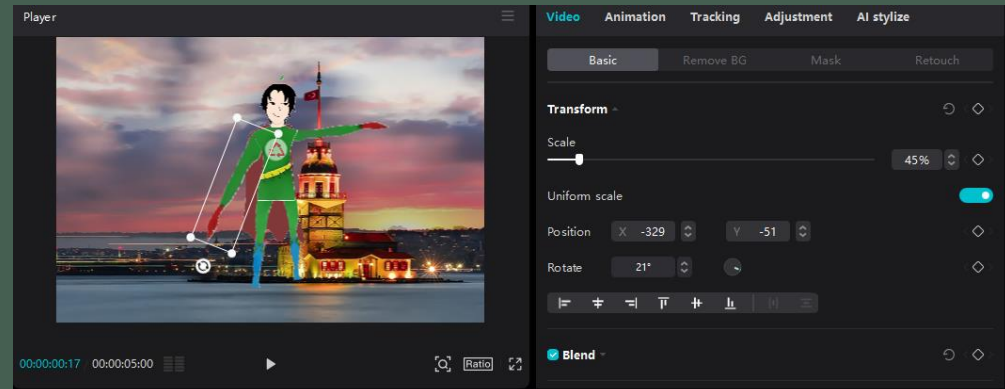 Player
00:00:00:17 00:00:05:00
Ratio
Video Animation Tracking Adjustment AI stylize
Basic Remove BG Mask Retouch
Transform
Scale
45%
Uniform scale
Position X -329 Y -51
Rotate 21°
Blend